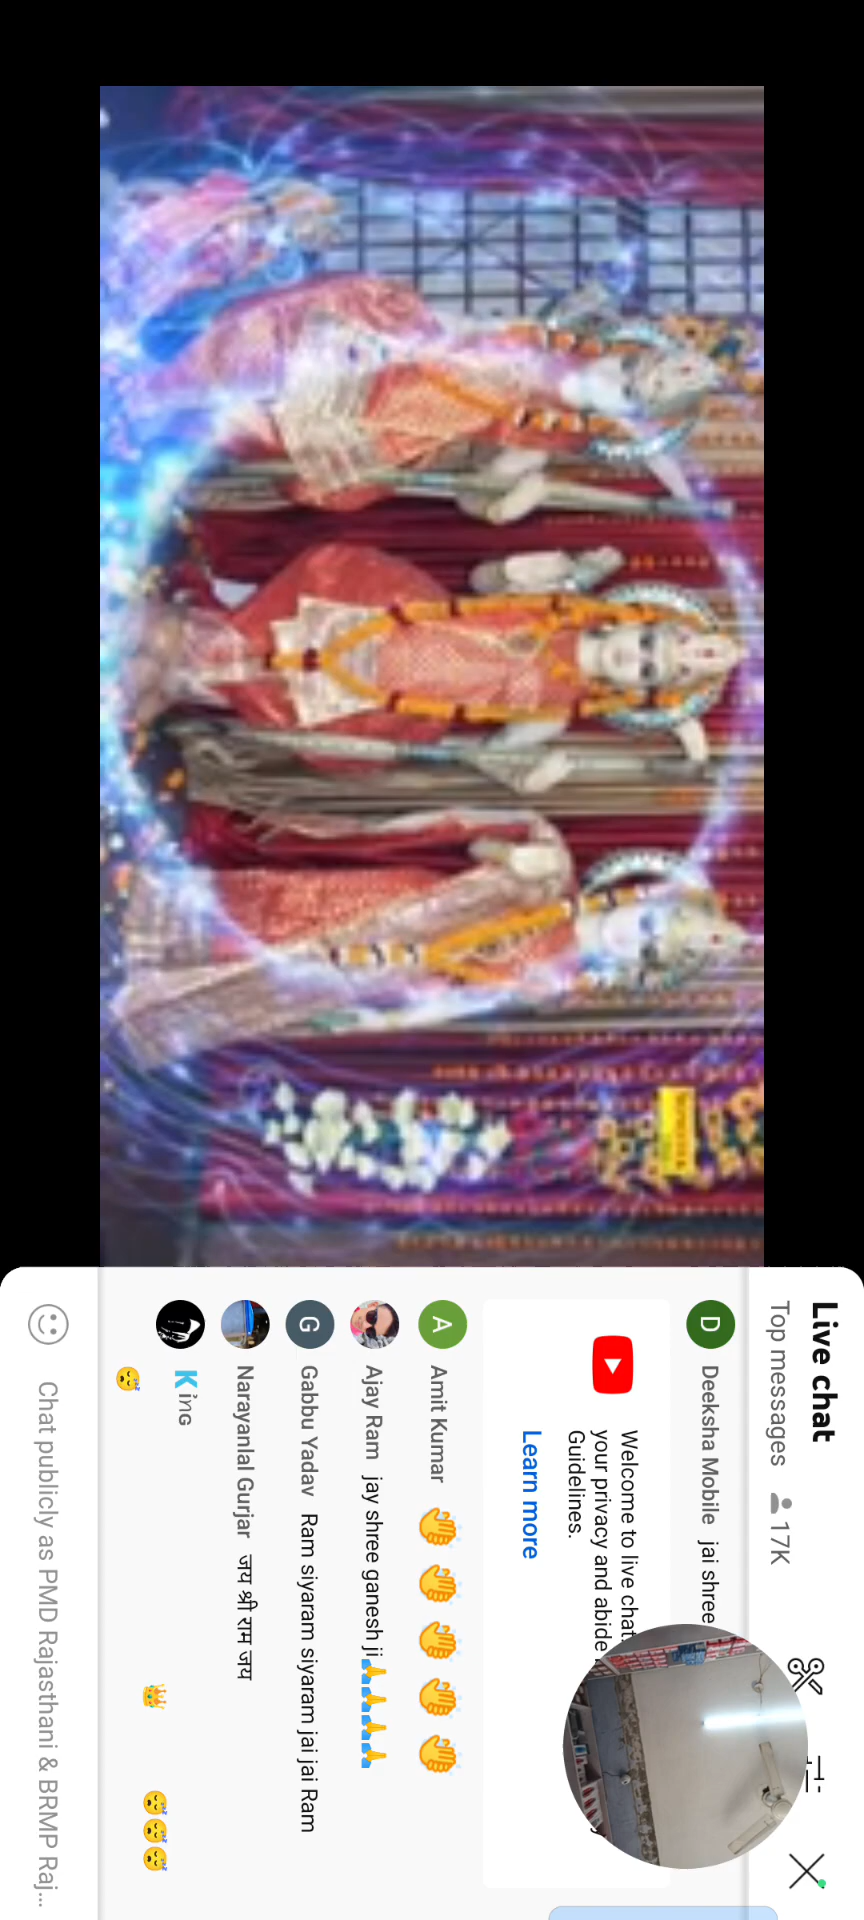 Live chat
Top messages 17K
Deeksha Mobile jai shree
Welcome to live chat!
your privacy and abide
Guidelines.
Learn more
Amit Kumar 👏 👏 👏 👏 👏
Ajay Ram jay shree ganesh ji🙏🙏🙏🙏
G Gabbu Yadav Ram siyaram siyaram jai jai Ram
Narayanlal Gurjar जय श्री राम जय
K inG 👑 😴😴😴
😴
Chat publicly as PMD Rajasthani & BRMP Raj...